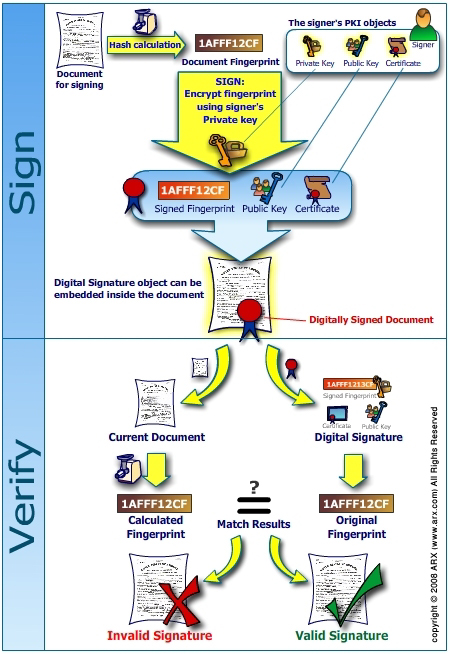 Sign
Document
for signing
Hash calculation
1AFFF12CF
Document Fingerprint
The signer's PKI objects
Signer
Private Key
Public Key
Certificate
SIGN:
Encrypt fingerprint
using signer's
Private key
1AFFF12CF
Signed Fingerprint
Public Key
Certificate
Digital Signature object can be
embedded inside the document
Digitally Signed Document
Verify
Current Document
1AFFF1213CF
Signed Fingerprint
Certificate
Public Key
Digital Signature
1AFFF12CF
Calculated
Fingerprint
?
=
Match Results
1AFFF12CF
Original
Fingerprint
Invalid Signature
Valid Signature
copyright © 2008 ARX (www.arx.com) All Rights Reserved